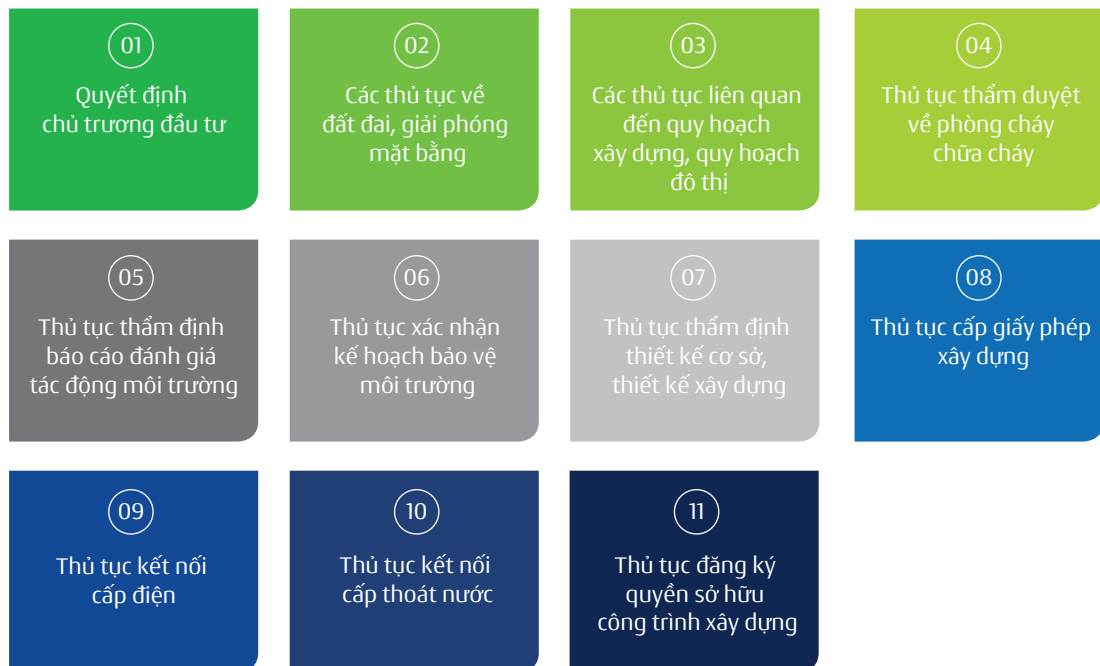 01
Quyết định
chủ trương đầu tư
02
Các thủ tục về
đất đai, giải phóng
mặt bằng
03
Các thủ tục liên quan
đến quy hoạch
xây dựng, quy hoạch
đô thị
04
Thủ tục thẩm duyệt
về phòng cháy
chữa cháy
05
Thủ tục thẩm định
báo cáo đánh giá
tác động môi trường
06
Thủ tục xác nhận
kế hoạch bảo vệ
môi trường
07
Thủ tục thẩm định
thiết kế cơ sở,
thiết kế xây dựng
08
Thủ tục cấp giấy phép
xây dựng
09
Thủ tục kết nối
cấp điện
10
Thủ tục kết nối
cấp thoát nước
11
Thủ tục đăng ký
quyền sở hữu
công trình xây dựng